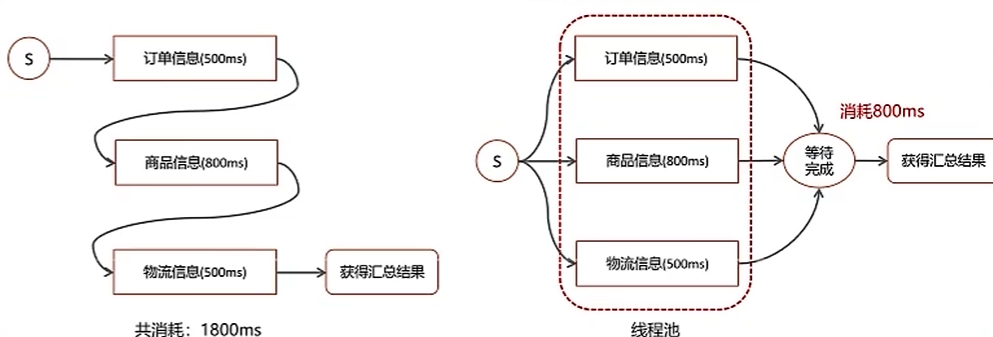 S
订单信息(500ms)
商品信息(800ms)
物流信息(500ms)
获得汇总结果
共消耗：1800ms
S
订单信息(500ms)
商品信息(800ms)
物流信息(500ms)
消耗800ms
等待
完成
获得汇总结果
线程池